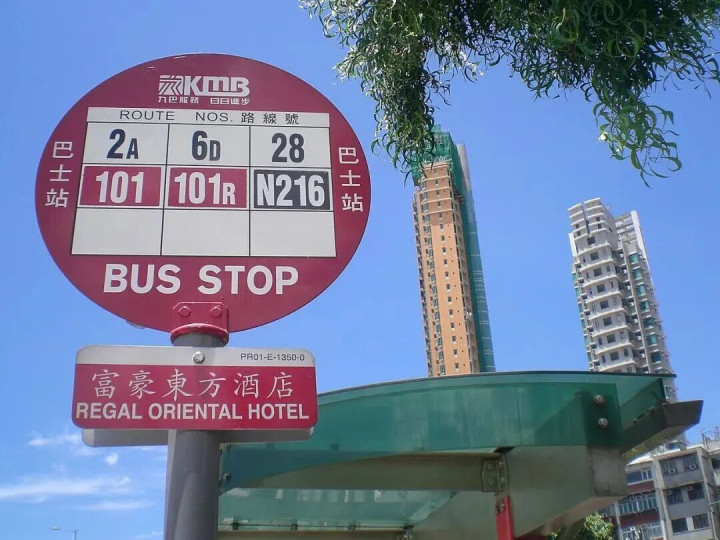 KMB
九巴服務 日日進步
ROUTE NOS. 路線號
2A 6D 28
101 101R N216
巴士站
巴士站
BUS STOP
PR01-E-1350-0
富豪東方酒店
REGAL ORIENTAL HOTEL